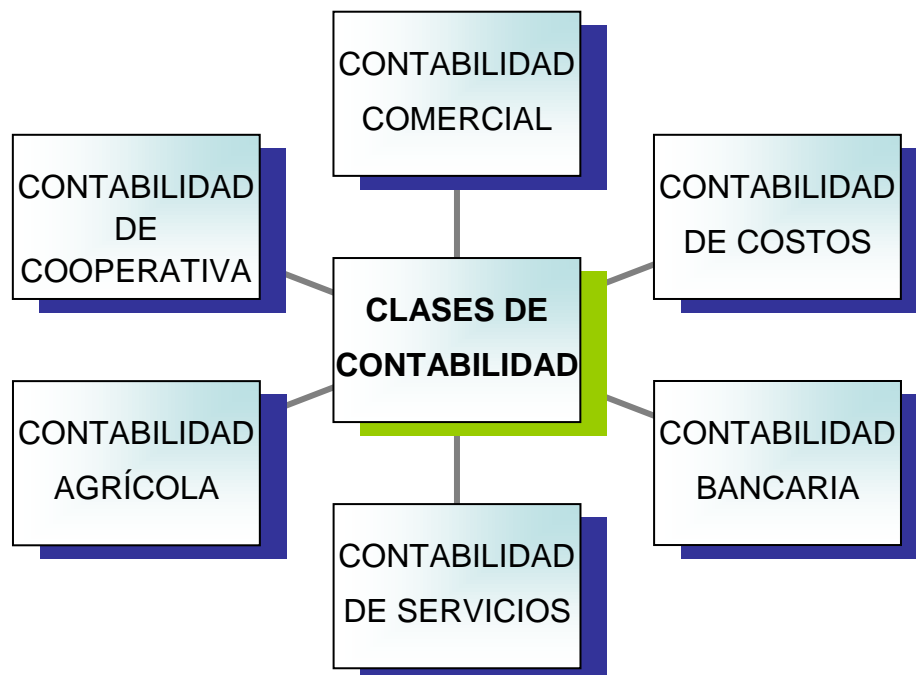 CONTABILIDAD
COMERCIAL
CONTABILIDAD
DE
COOPERATIVA
CONTABILIDAD
DE COSTOS
CLASES DE
CONTABILIDAD
CONTABILIDAD
AGRÍCOLA
CONTABILIDAD
BANCARIA
CONTABILIDAD
DE SERVICIOS